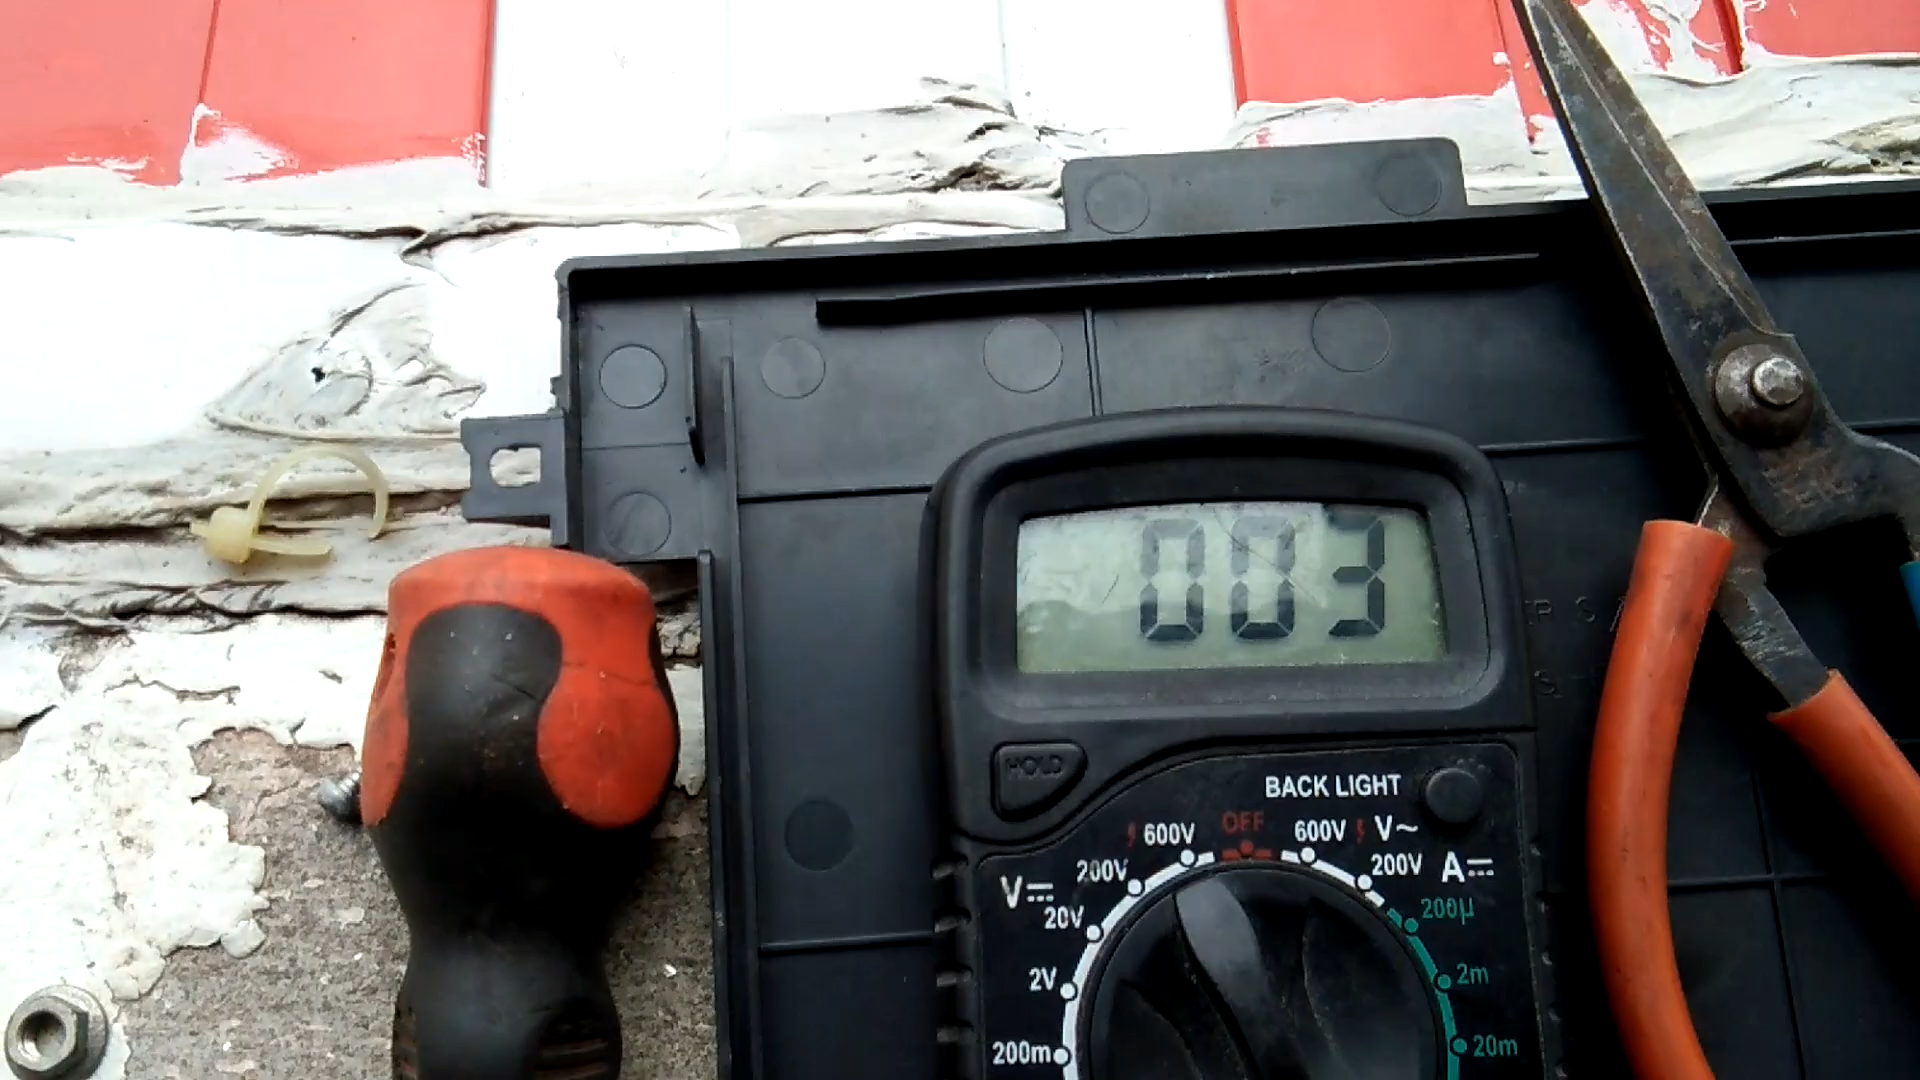 003
HOLD
BACK LIGHT
600V OFF 600V V~
200V 200V A
V 200µ
20V
2V 2m
200m 20m